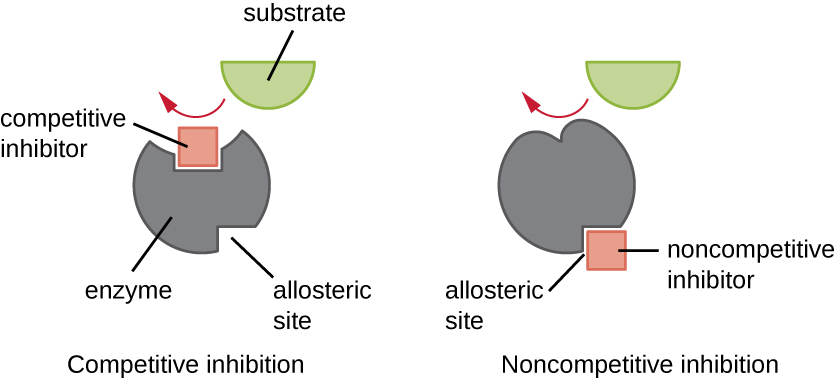 substrate
competitive
inhibitor
enzyme
allosteric
site
Competitive inhibition
allosteric
site
noncompetitive
inhibitor
Noncompetitive inhibition